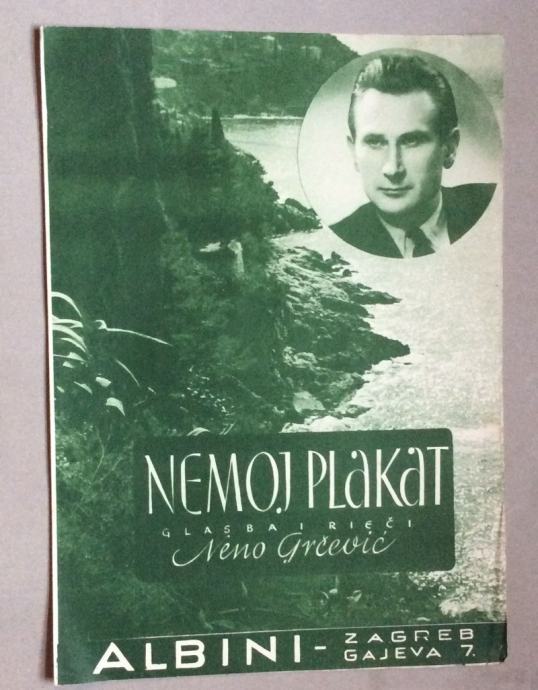 NEMOJ PLaKaT
GLASBA I RIEČI
Neno Grčević
ALBINI - ZAGREB
GAJEVA 7.